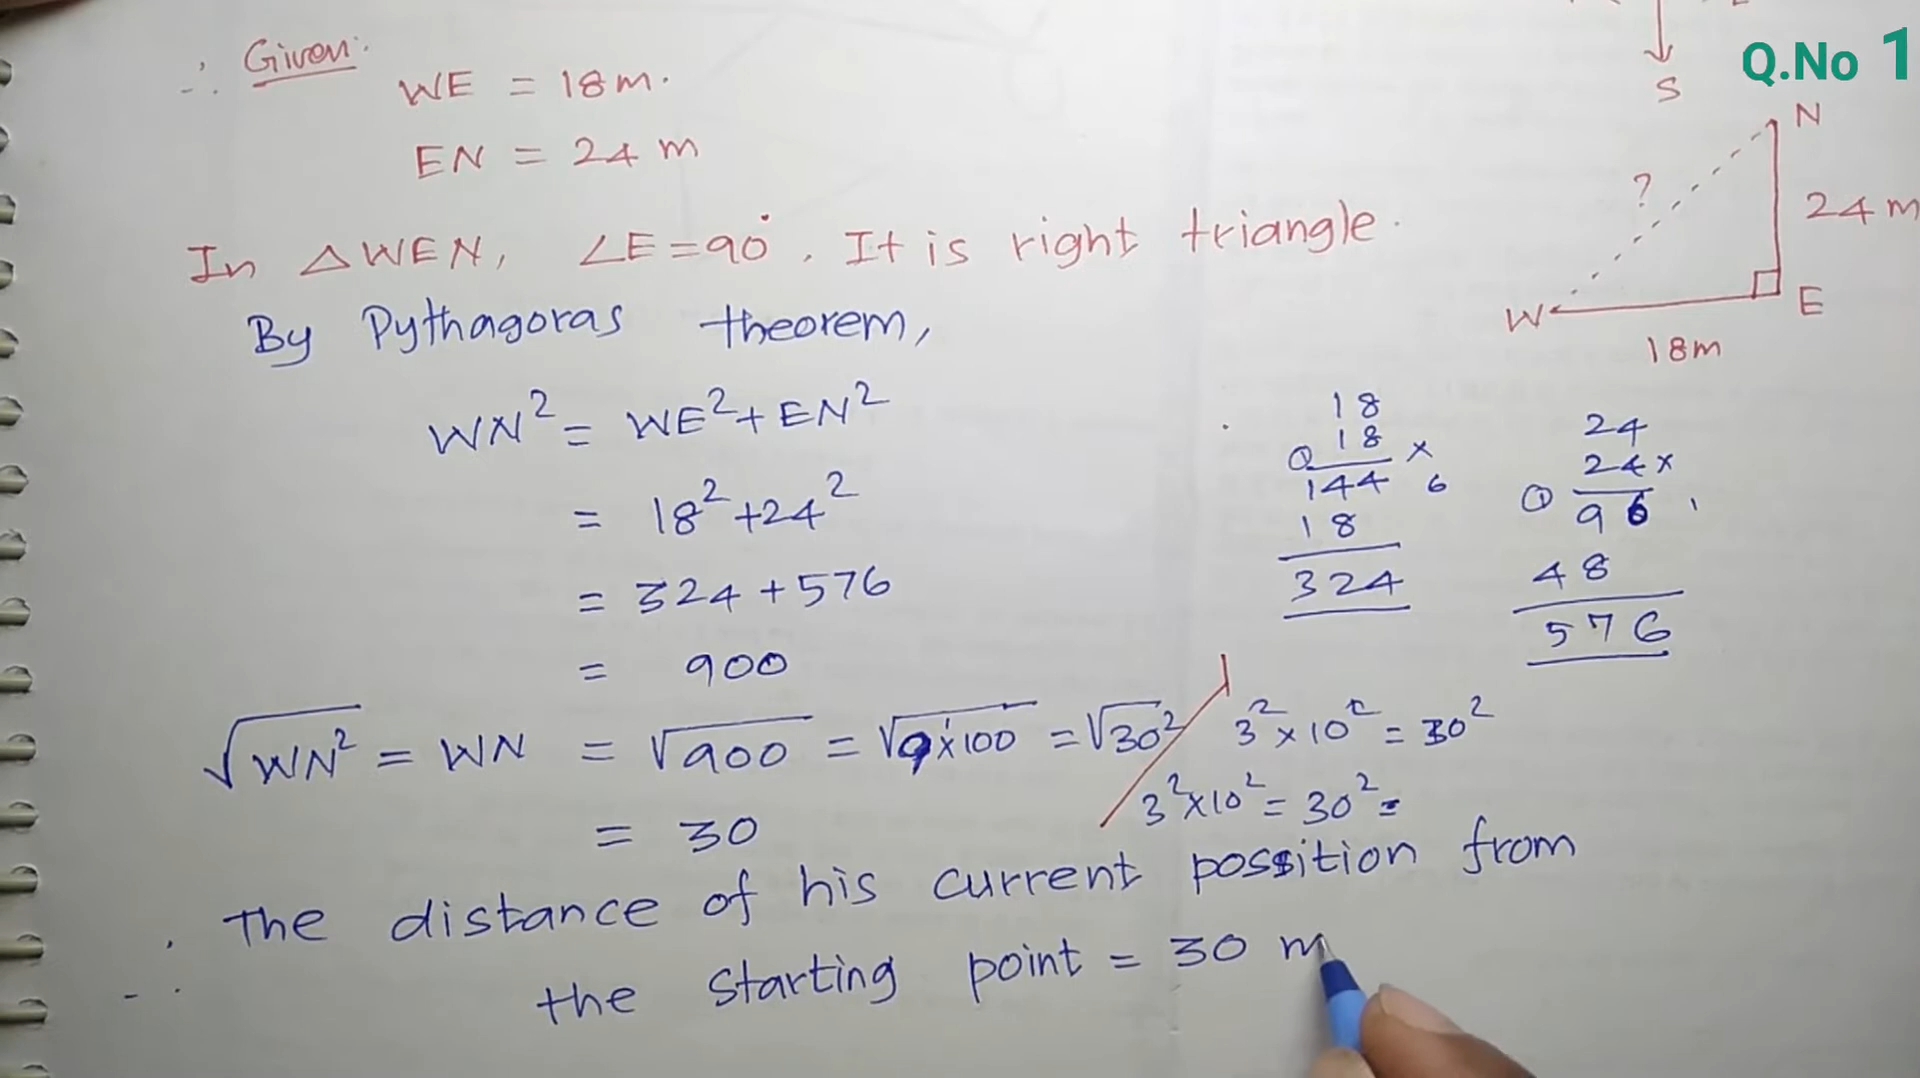 Q.No 1
∴ Given:
WE = 18m.
EN = 24 m
In △WEN, ∠E=90°. It is right triangle.
By Pythagoras theorem,
WN² = WE²+EN²
= 18²+24²
= 324+576
= 900
√WN² = WN = √900 = √9×100 = √30²
= 30
∴ The distance of his current possition from
the starting point = 30 m
S
N
?
24 m
W
E
18m
18
18 ×
144 6
18
324
24
24×
① 96 1
48
576
3²×10² = 30²
3²×10² = 30² =